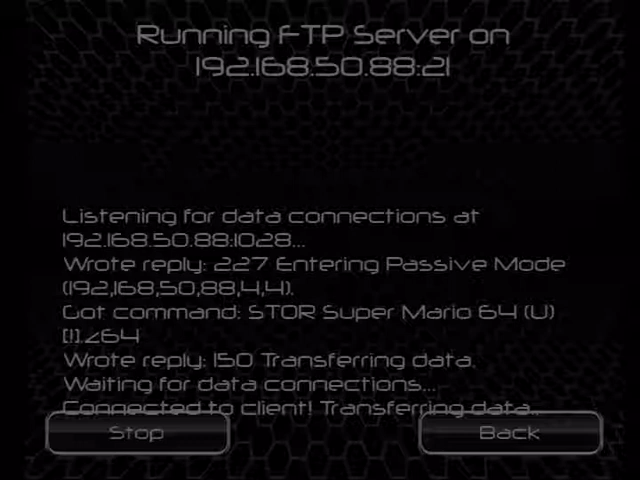 Running FTP Server on
192.168.50.88:21
Listening for data connections at
192.168.50.88:1028...
Wrote reply: 227 Entering Passive Mode
(192,168,50,88,4,4).
Got command: STOR Super Mario 64 (U)
[!].z64
Wrote reply: 150 Transferring data.
Waiting for data connections...
Connected to client! Transferring data...
Stop
Back